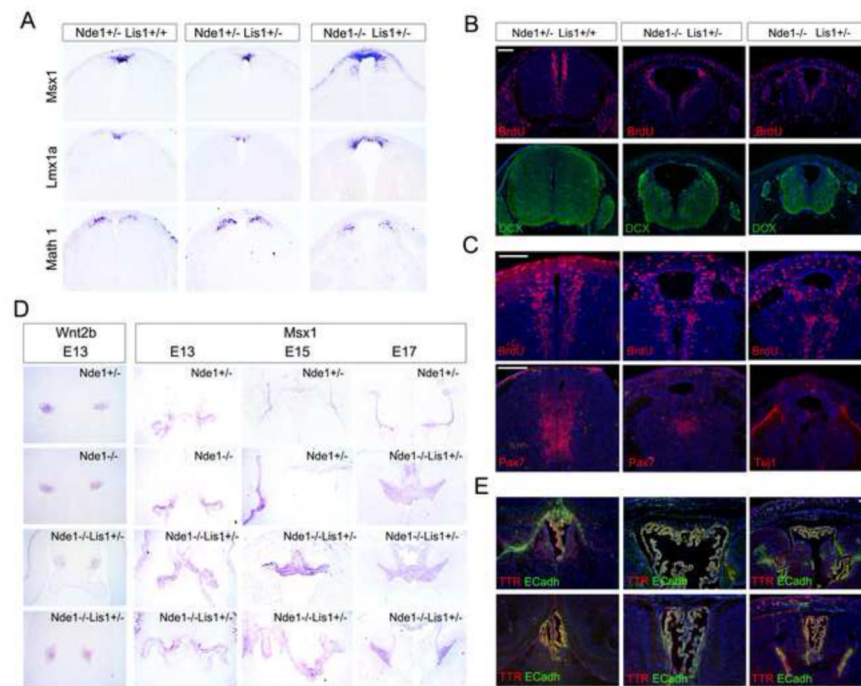 A
Nde1+/- Lis1+/+ Nde1+/- Lis1+/- Nde1-/- Lis1+/-
Msx1
Lmx1a
Math 1
B
Nde1+/- Lis1+/+ Nde1-/- Lis1+/- Nde1-/- Lis1+/-
BrdU BrdU BrdU
DCX DCX DCX
C
BrdU BrdU BrdU
Pax7 Pax7 Tuj1
D
Wnt2b Msx1
E13 E13 E15 E17
Nde1+/- Nde1+/- Nde1+/- Nde1+/-
Nde1-/- Nde1-/- Nde1+/- Nde1-/-Lis1+/-
Nde1-/-Lis1+/- Nde1-/-Lis1+/- Nde1-/-Lis1+/- Nde1-/-Lis1+/-
Nde1-/-Lis1+/- Nde1-/-Lis1+/- Nde1-/-Lis1+/- Nde1-/-Lis1+/-
E
TTR ECadh TTR ECadh TTR ECadh
TTR ECadh TTR ECadh TTR ECadh